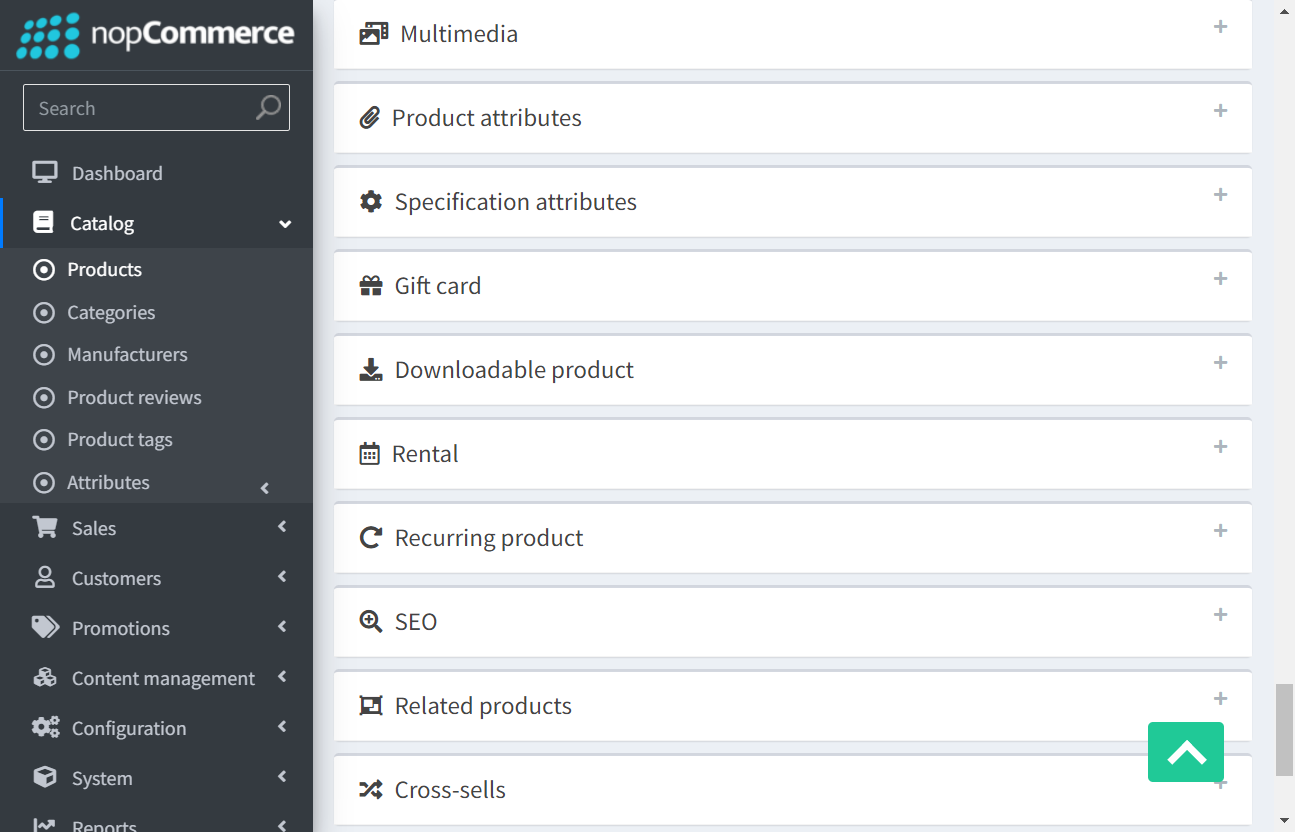 nopCommerce
Search
Dashboard
Catalog
Products
Categories
Manufacturers
Product reviews
Product tags
Attributes
Sales
Customers
Promotions
Content management
Configuration
System
Reports
Multimedia
Product attributes
Specification attributes
Gift card
Downloadable product
Rental
Recurring product
SEO
Related products
Cross-sells